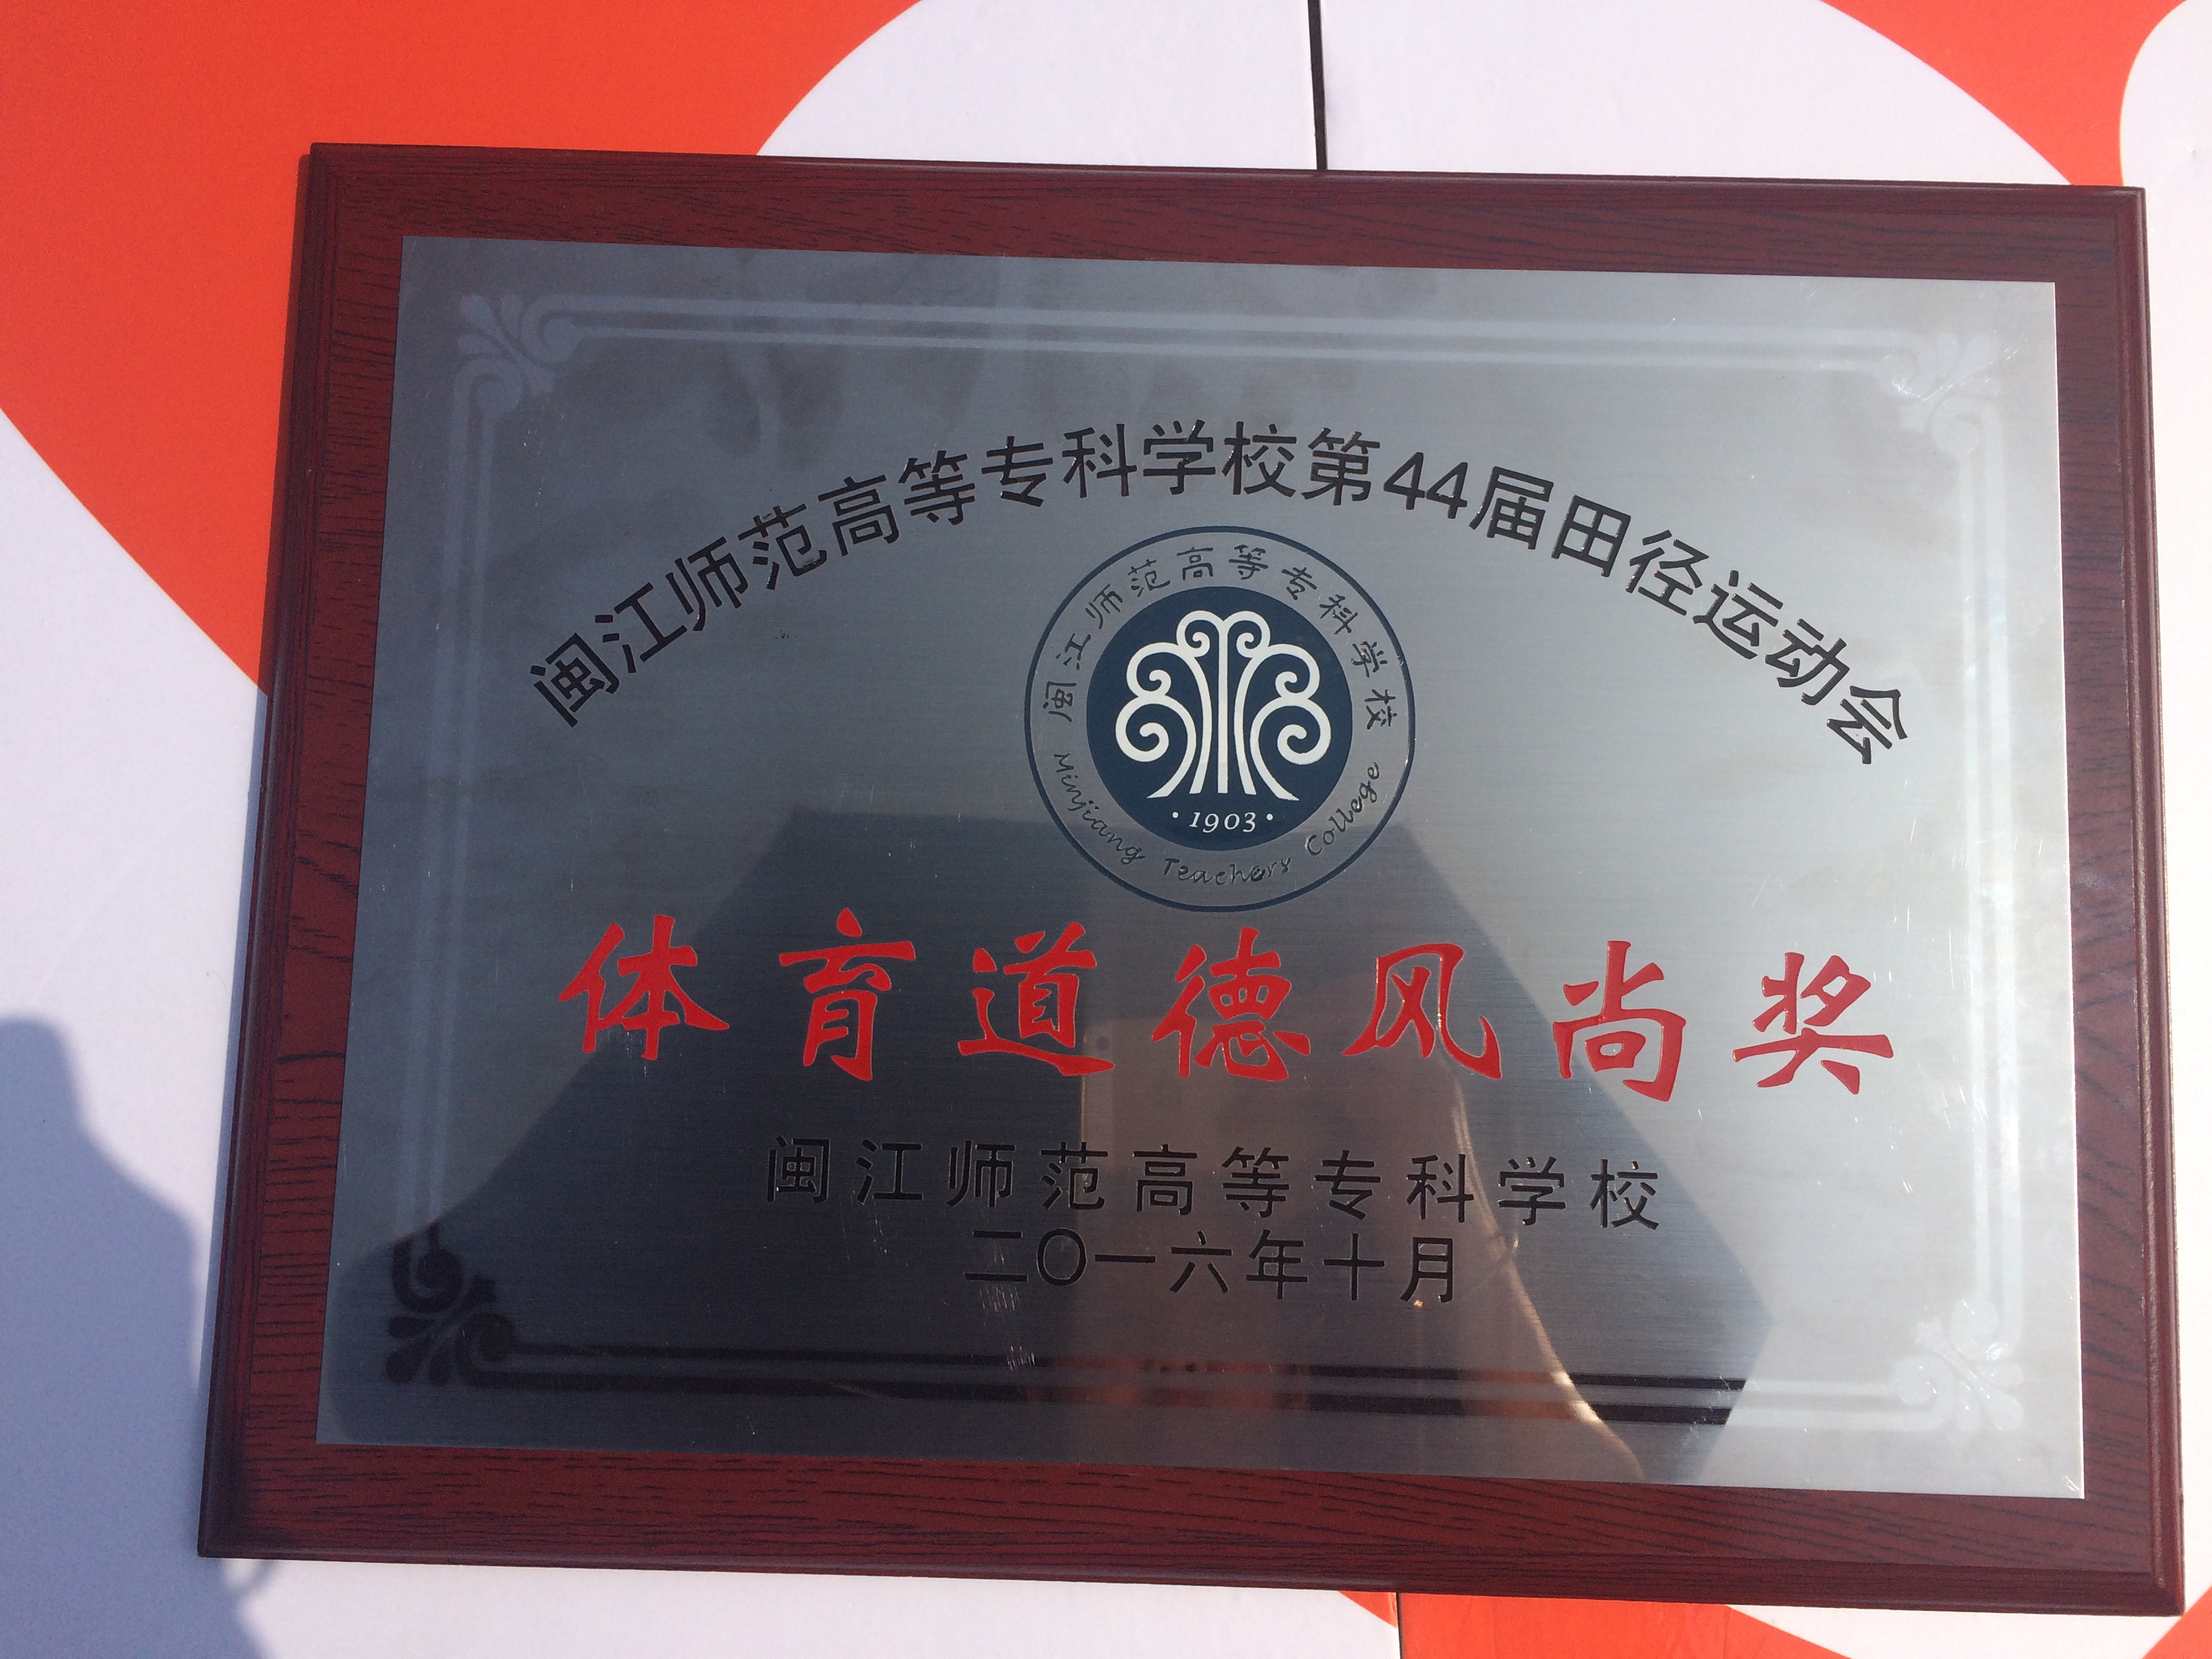 闽江师范高等专科学校第44届田径运动会
闽江师范高等专科学校
·1903·
Minjiang Teachers College
体育道德风尚奖
闽江师范高等专科学校
二〇一六年十月